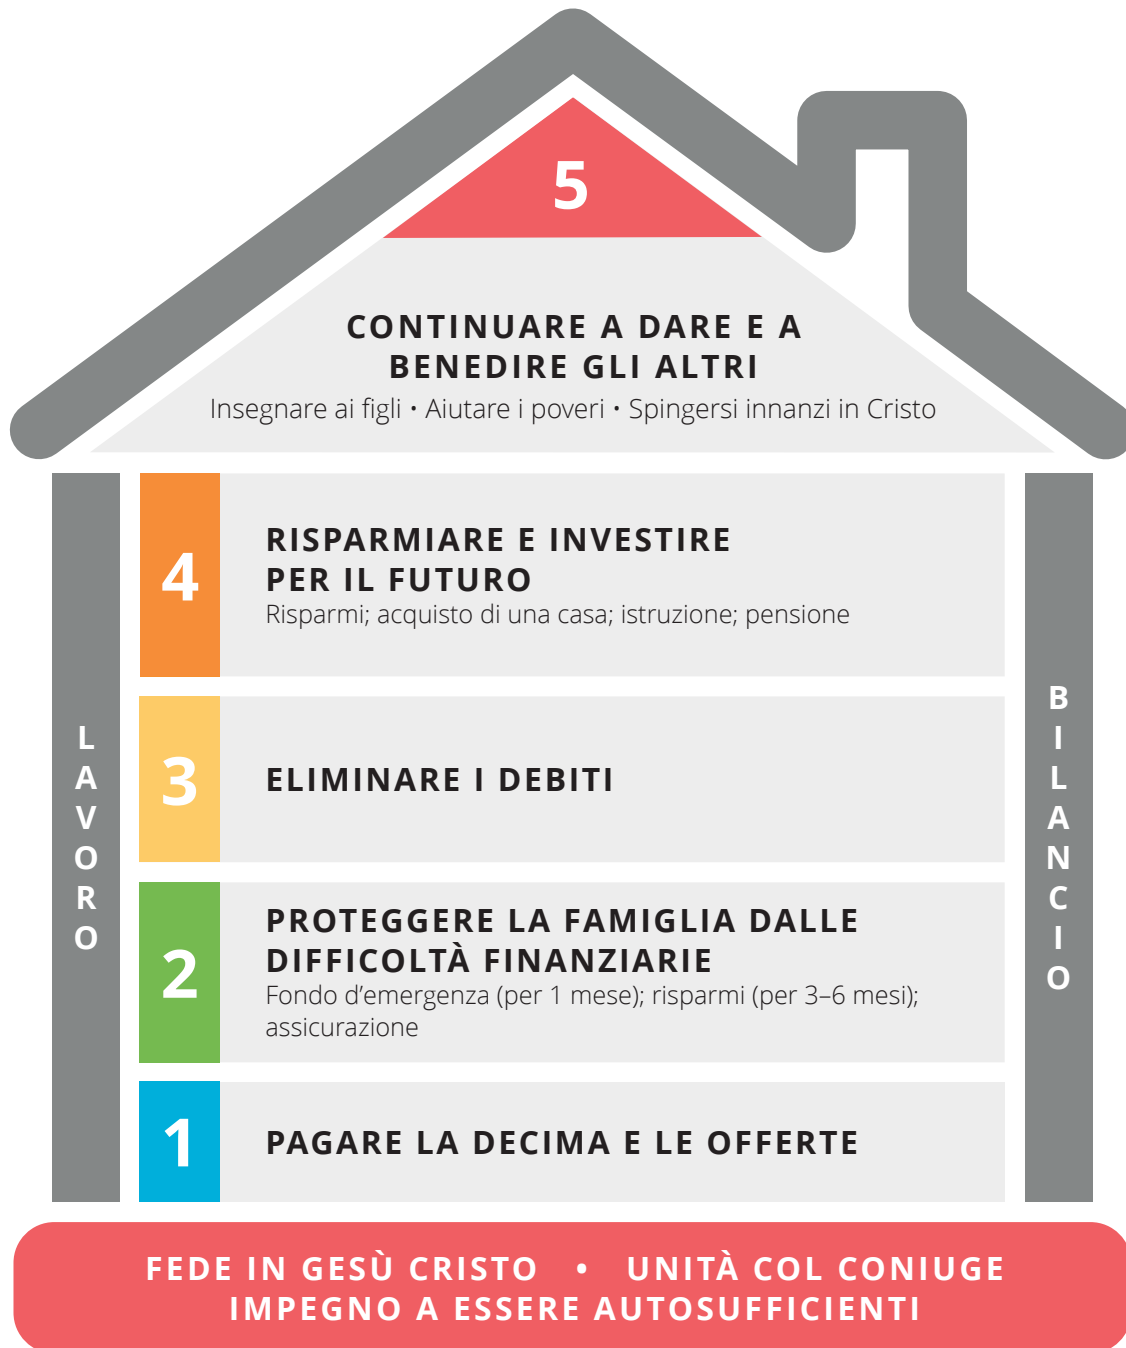 5
CONTINUARE A DARE E A
BENEDIRE GLI ALTRI
Insegnare ai figli • Aiutare i poveri • Spingersi innanzi in Cristo
4
RISPARMIARE E INVESTIRE
PER IL FUTURO
Risparmi; acquisto di una casa; istruzione; pensione
3
ELIMINARE I DEBITI
2
PROTEGGERE LA FAMIGLIA DALLE
DIFFICOLTÀ FINANZIARIE
Fondo d’emergenza (per 1 mese); risparmi (per 3–6 mesi);
assicurazione
1
PAGARE LA DECIMA E LE OFFERTE
LAVORO
BILANCIO
FEDE IN GESÙ CRISTO • UNITÀ COL CONIUGE
IMPEGNO A ESSERE AUTOSUFFICIENTI